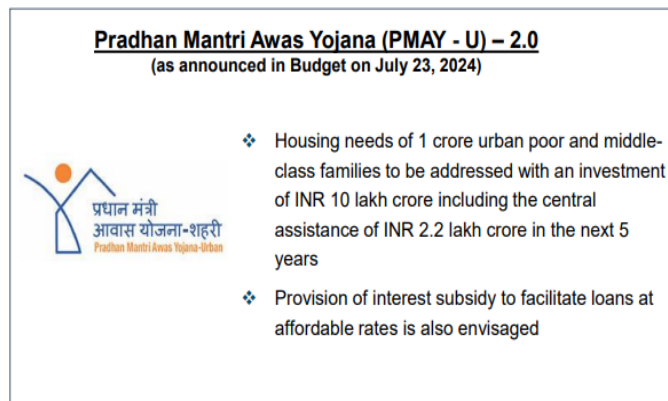 Pradhan Mantri Awas Yojana (PMAY - U) – 2.0
(as announced in Budget on July 23, 2024)
प्रधान मंत्री
आवास योजना-शहरी
Pradhan Mantri Awas Yojana-Urban
❖ Housing needs of 1 crore urban poor and middle-
class families to be addressed with an investment
of INR 10 lakh crore including the central
assistance of INR 2.2 lakh crore in the next 5
years
❖ Provision of interest subsidy to facilitate loans at
affordable rates is also envisaged